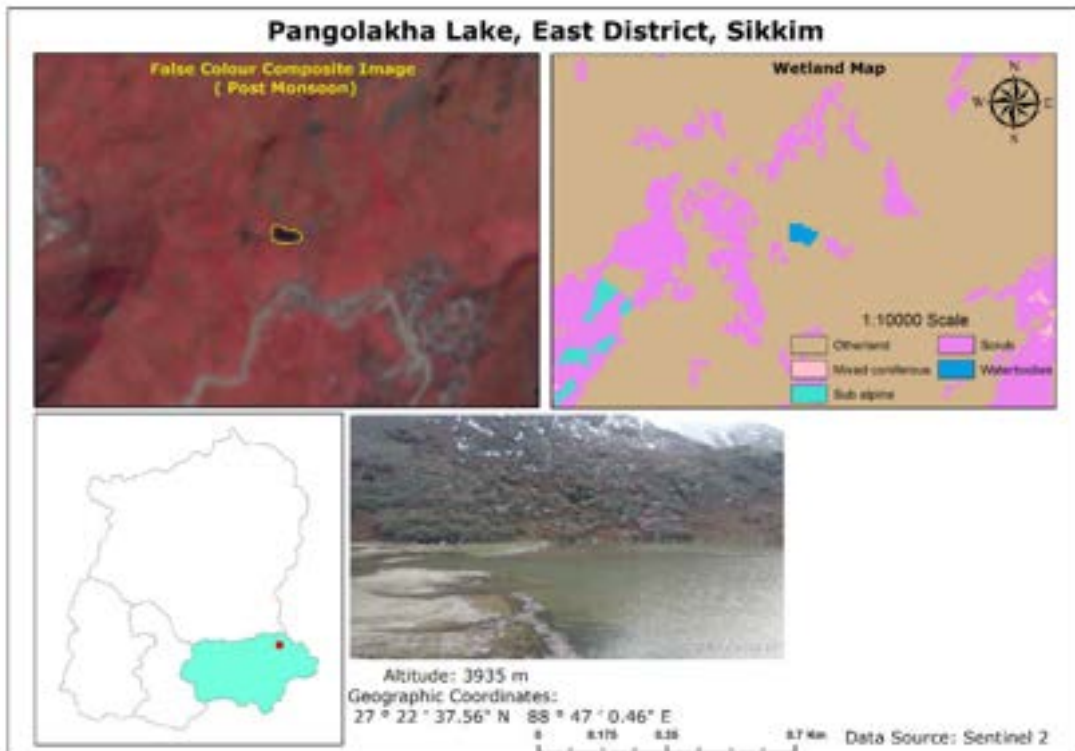 Pangolakha Lake, East District, Sikkim
False Colour Composite Image
( Post Monsoon)
Wetland Map
N
W
E
S
1:10000 Scale
Otherland
Scrub
Mixed coniferous
Waterbodies
Sub alpine
Altitude: 3935 m
Geographic Coordinates:
27 º 22 ' 37.56" N 88 º 47 ' 0.46" E
0 0.175 0.35 0.7 Km
Data Source: Sentinel 2